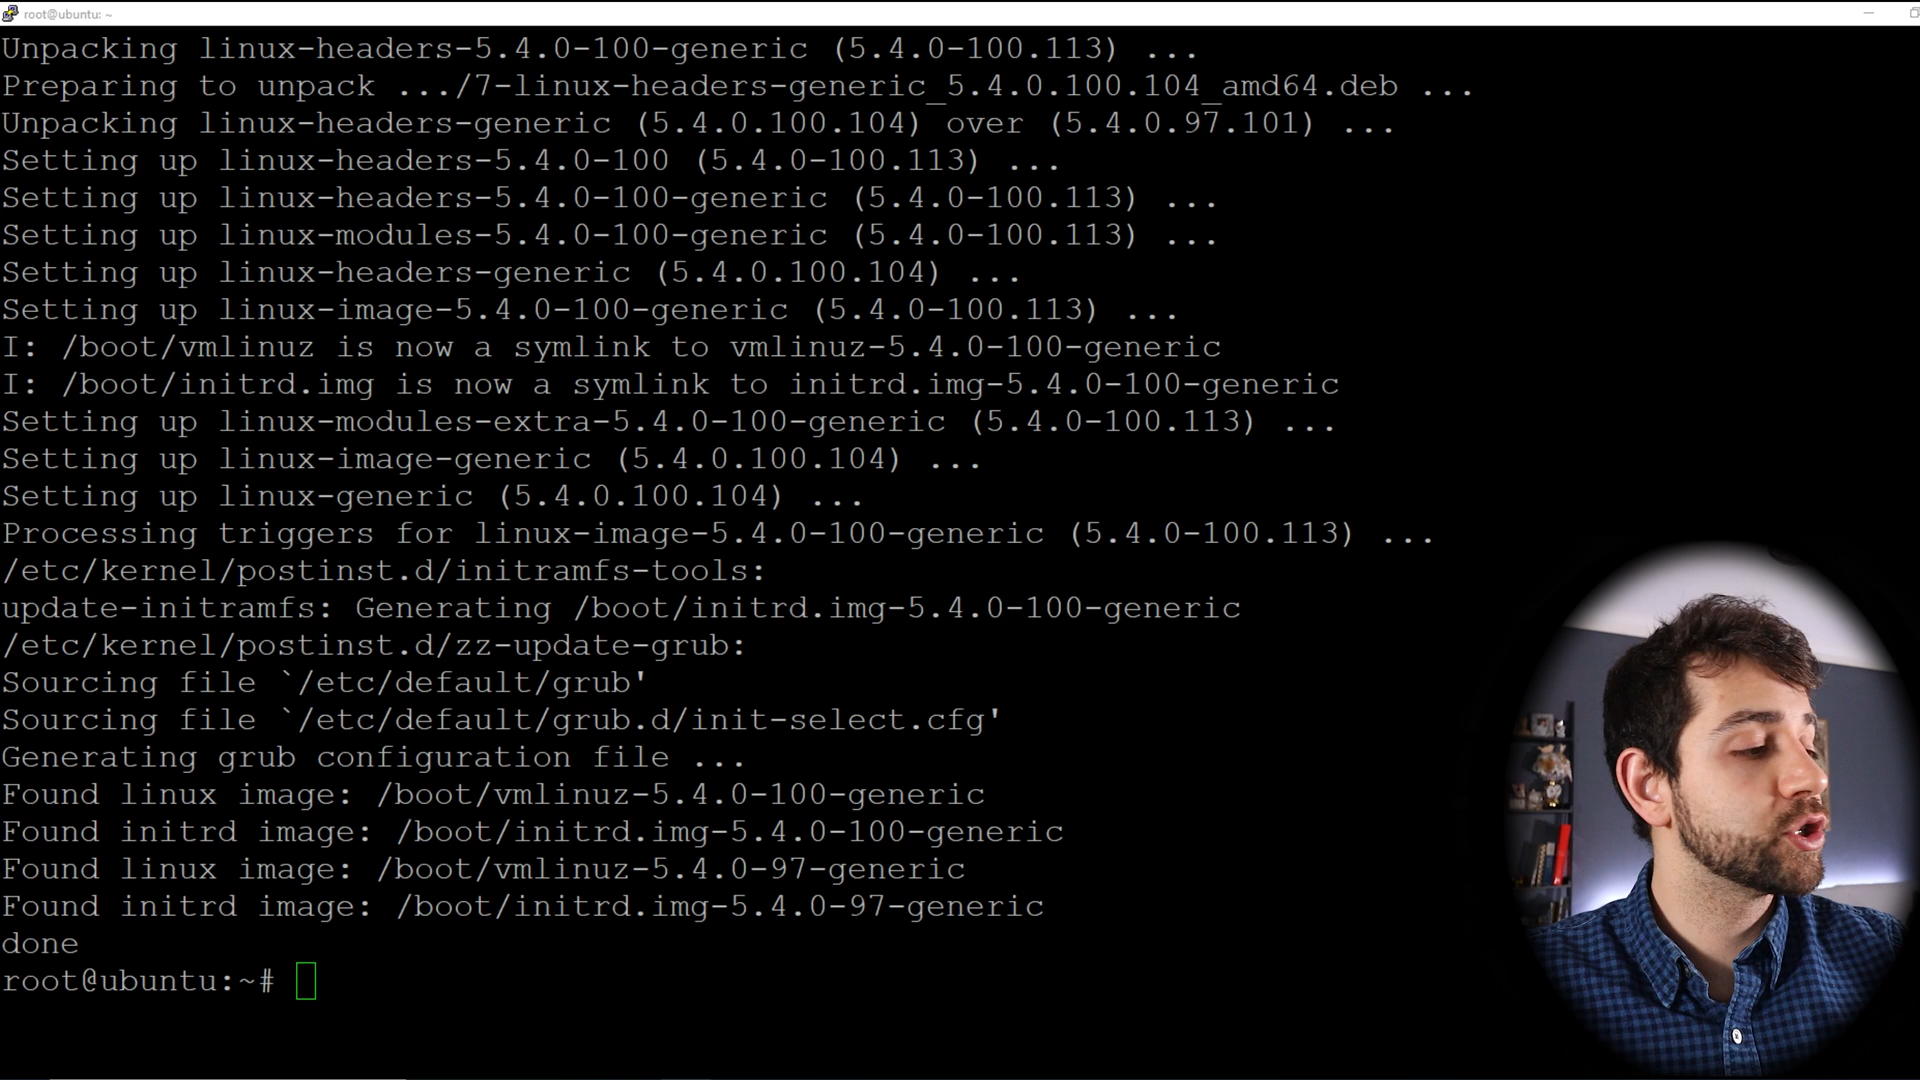 root@ubuntu: ~
Unpacking linux-headers-5.4.0-100-generic (5.4.0-100.113) ...
Preparing to unpack .../7-linux-headers-generic_5.4.0.100.104_amd64.deb ...
Unpacking linux-headers-generic (5.4.0.100.104) over (5.4.0.97.101) ...
Setting up linux-headers-5.4.0-100 (5.4.0-100.113) ...
Setting up linux-headers-5.4.0-100-generic (5.4.0-100.113) ...
Setting up linux-modules-5.4.0-100-generic (5.4.0-100.113) ...
Setting up linux-headers-generic (5.4.0.100.104) ...
Setting up linux-image-5.4.0-100-generic (5.4.0-100.113) ...
I: /boot/vmlinuz is now a symlink to vmlinuz-5.4.0-100-generic
I: /boot/initrd.img is now a symlink to initrd.img-5.4.0-100-generic
Setting up linux-modules-extra-5.4.0-100-generic (5.4.0-100.113) ...
Setting up linux-image-generic (5.4.0.100.104) ...
Setting up linux-generic (5.4.0.100.104) ...
Processing triggers for linux-image-5.4.0-100-generic (5.4.0-100.113) ...
/etc/kernel/postinst.d/initramfs-tools:
update-initramfs: Generating /boot/initrd.img-5.4.0-100-generic
/etc/kernel/postinst.d/zz-update-grub:
Sourcing file `/etc/default/grub'
Sourcing file `/etc/default/grub.d/init-select.cfg'
Generating grub configuration file ...
Found linux image: /boot/vmlinuz-5.4.0-100-generic
Found initrd image: /boot/initrd.img-5.4.0-100-generic
Found linux image: /boot/vmlinuz-5.4.0-97-generic
Found initrd image: /boot/initrd.img-5.4.0-97-generic
done
root@ubuntu:~#